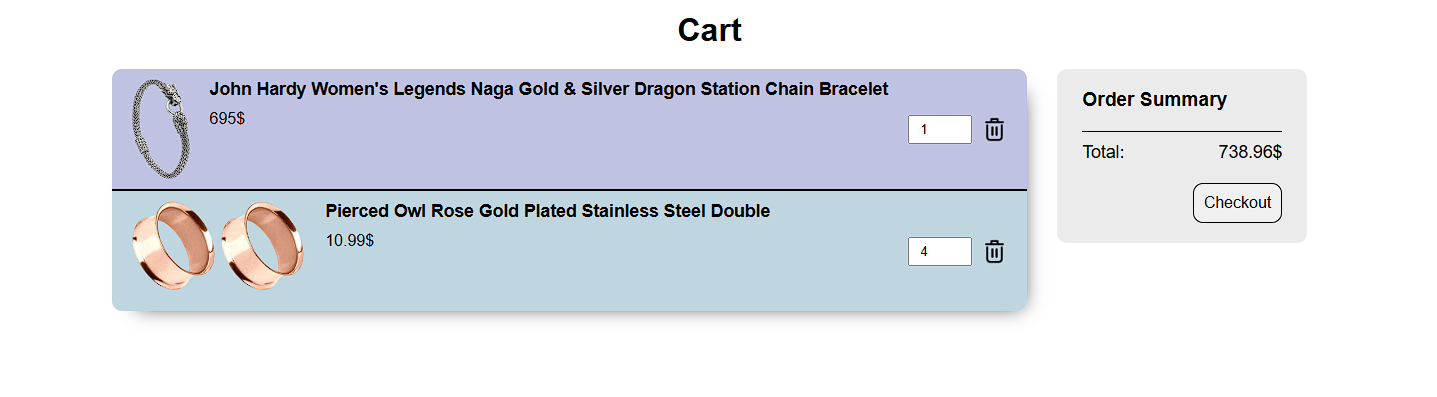 Cart
John Hardy Women's Legends Naga Gold & Silver Dragon Station Chain Bracelet
695$
1
Pierced Owl Rose Gold Plated Stainless Steel Double
10.99$
4
Order Summary
Total: 738.96$
Checkout